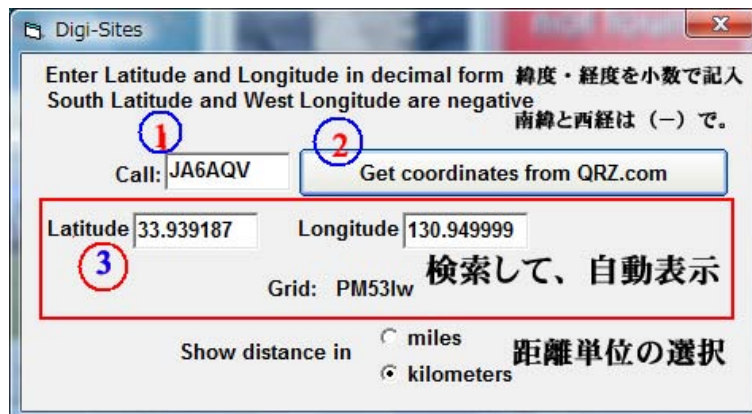 Digi-Sites
Enter Latitude and Longitude in decimal form 緯度・経度を小数で記入
South Latitude and West Longitude are negative
南緯と西経は（－）で。
1
2
Call: JA6AQV Get coordinates from QRZ.com
Latitude 33.939187 Longitude 130.949999
3
検索して、自動表示
Grid: PM53lw
Show distance in
miles
kilometers
距離単位の選択